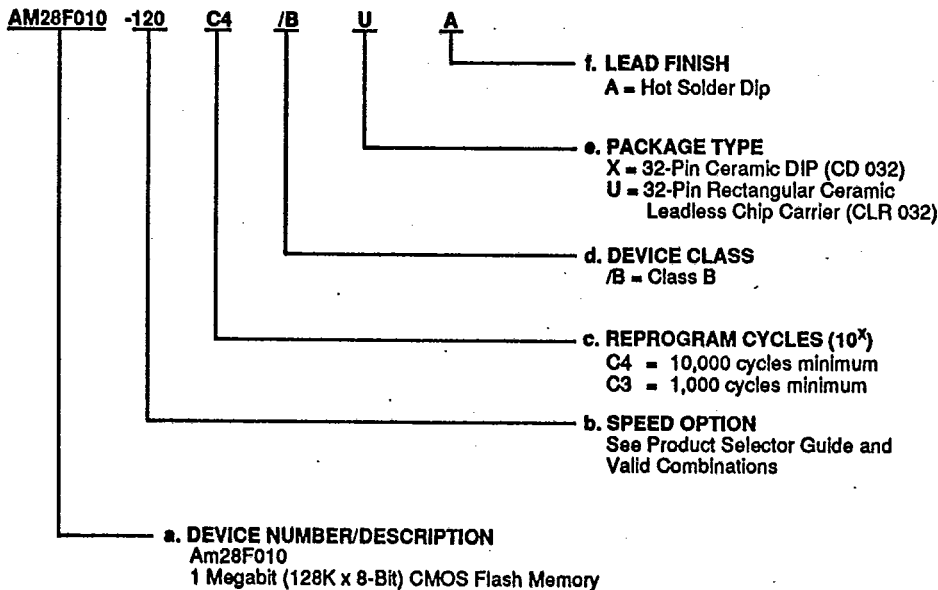 AM28F010 -120 C4 /B U A
f. LEAD FINISH
A = Hot Solder Dip
e. PACKAGE TYPE
X = 32-Pin Ceramic DIP (CD 032)
U = 32-Pin Rectangular Ceramic
Leadless Chip Carrier (CLR 032)
d. DEVICE CLASS
/B = Class B
c. REPROGRAM CYCLES (10^X)
C4 = 10,000 cycles minimum
C3 = 1,000 cycles minimum
b. SPEED OPTION
See Product Selector Guide and
Valid Combinations
a. DEVICE NUMBER/DESCRIPTION
Am28F010
1 Megabit (128K x 8-Bit) CMOS Flash Memory